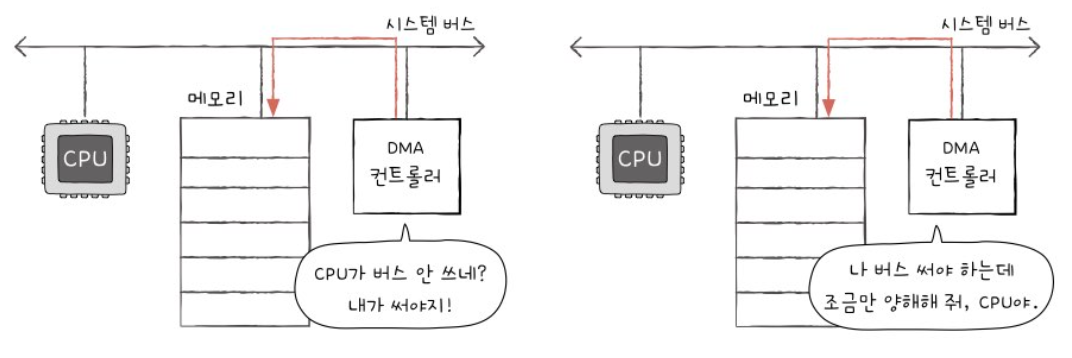 시스템 버스
메모리
CPU
DMA
컨트롤러
CPU가 버스 안 쓰네?
내가 써야지!
시스템 버스
메모리
CPU
DMA
컨트롤러
나 버스 써야 하는데
조금만 양해해 줘, CPU야.